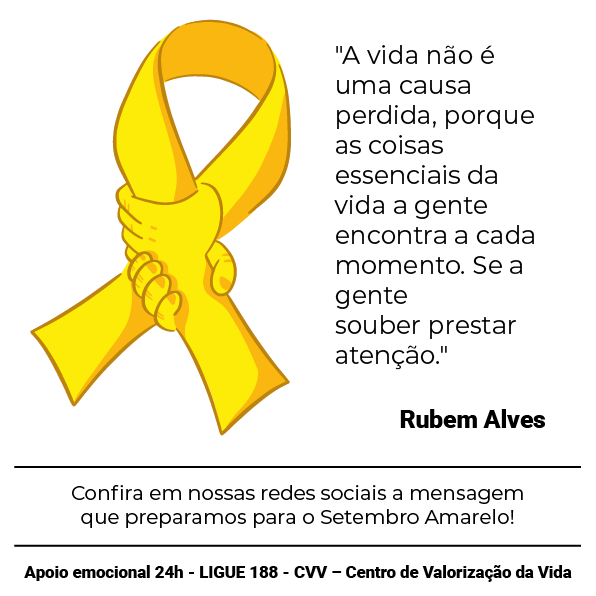 "A vida não é
uma causa
perdida, porque
as coisas
essenciais da
vida a gente
encontra a cada
momento. Se a
gente
souber prestar
atenção."
Rubem Alves
Confira em nossas redes sociais a mensagem
que preparamos para o Setembro Amarelo!
Apoio emocional 24h - LIGUE 188 - CVV – Centro de Valorização da Vida